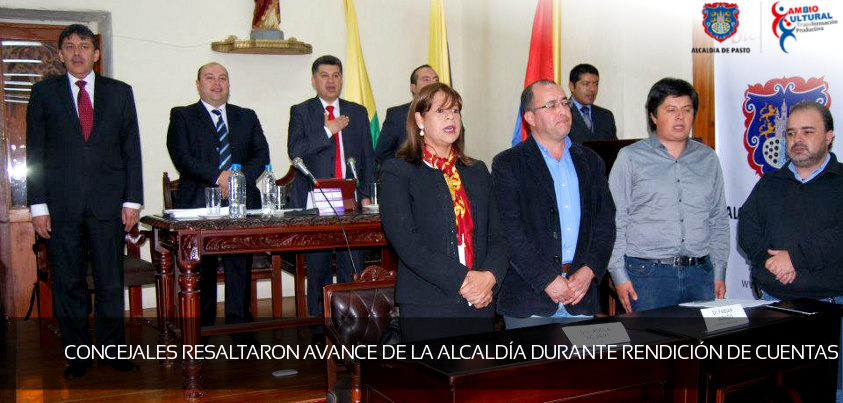 ALCALDÍA DE PASTO
CAMBIO
CULTURAL
Transformación
Productiva
CONCEJALES RESALTARON AVANCE DE LA ALCALDÍA DURANTE RENDICIÓN DE CUENTAS